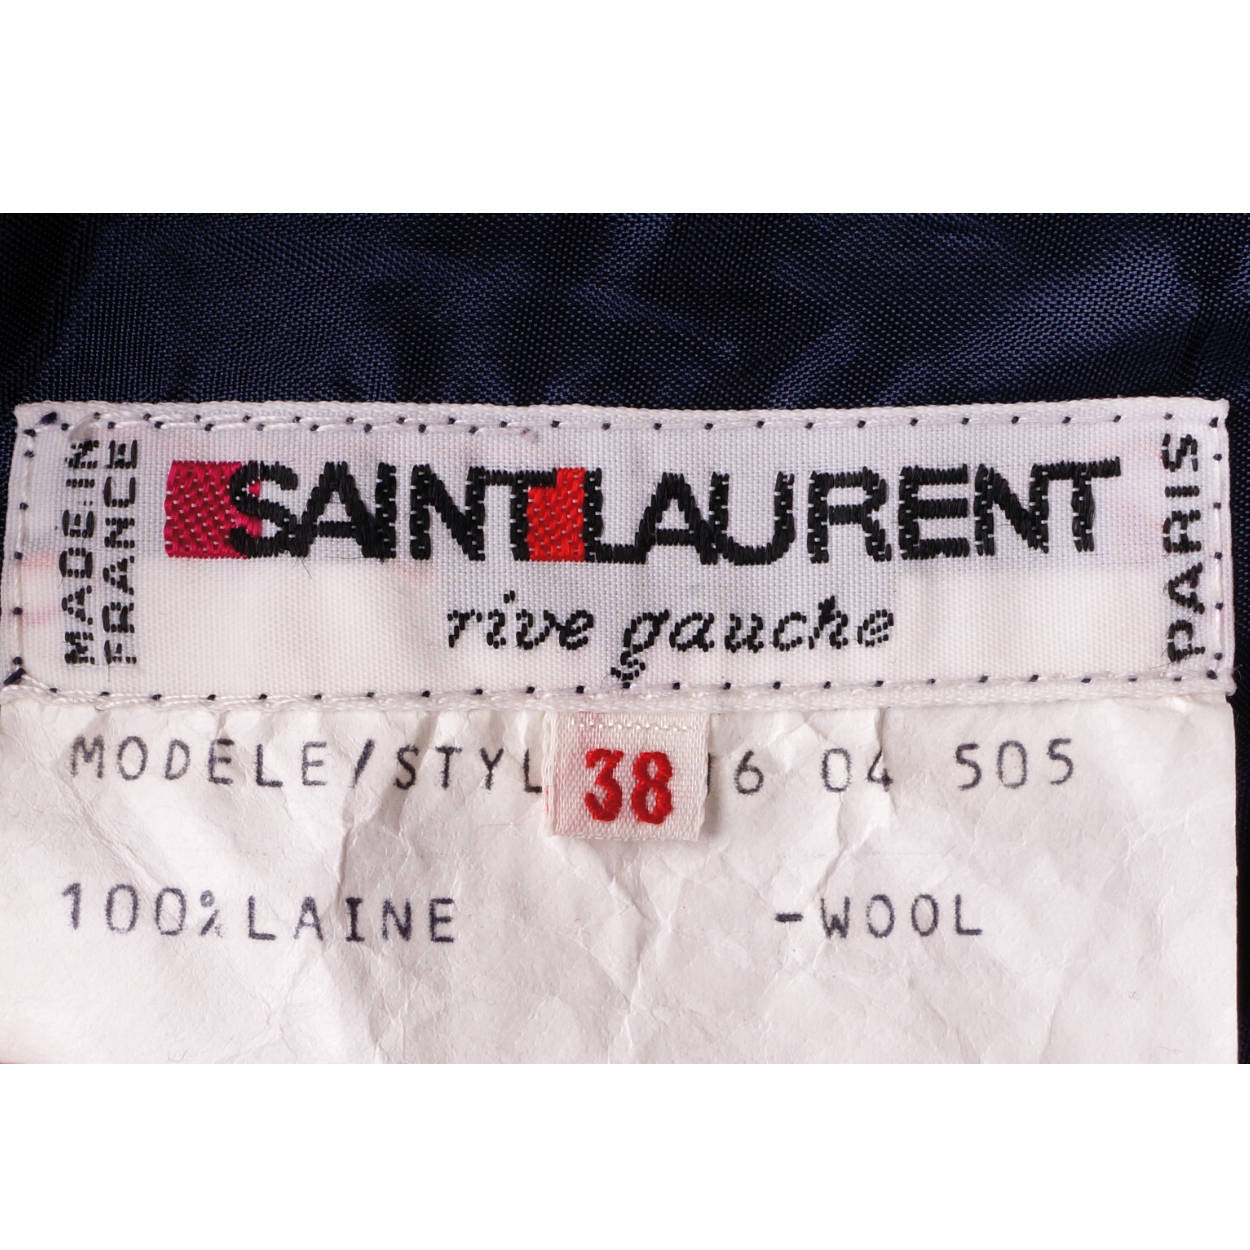 MADE IN
FRANCE
SAINT LAURENT
rive gauche
PARIS
MODELE/STYL 6 04 505
38
100% LAINE -WOOL